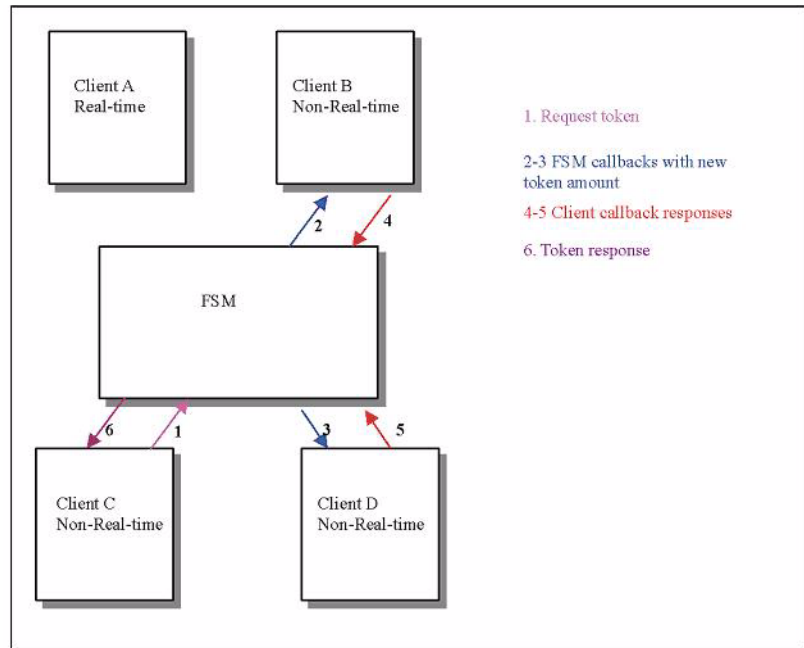 Client A
Real-time
Client B
Non-Real-time
1. Request token
2-3 FSM callbacks with new
token amount
4-5 Client callback responses
6. Token response
2
4
FSM
6
1
3
5
Client C
Non-Real-time
Client D
Non-Real-time